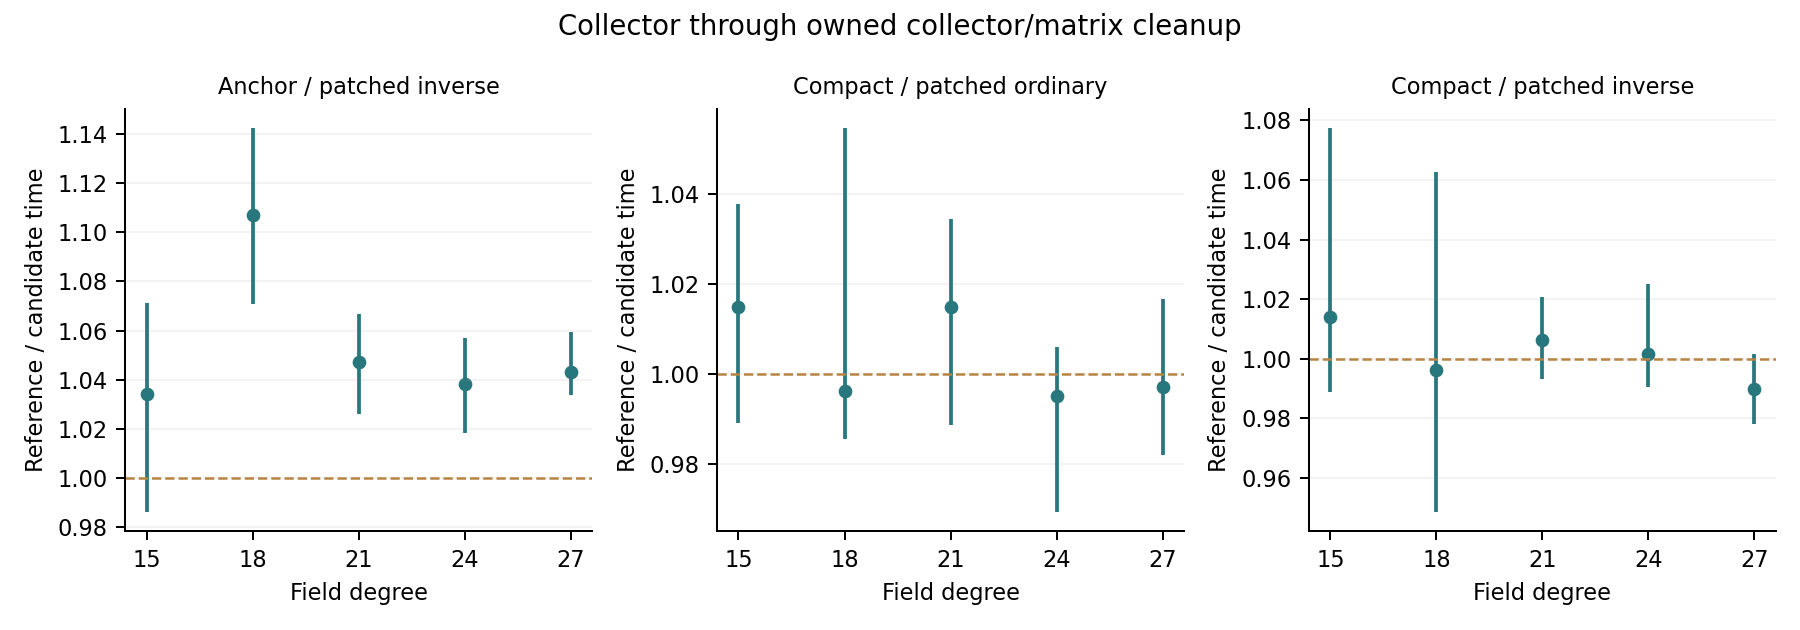 Collector through owned collector/matrix cleanup
Anchor / patched inverse
Reference / candidate time
1.14
1.12
1.10
1.08
1.06
1.04
1.02
1.00
0.98
15 18 21 24 27
Field degree
Compact / patched ordinary
Reference / candidate time
1.04
1.02
1.00
0.98
15 18 21 24 27
Field degree
Compact / patched inverse
Reference / candidate time
1.08
1.06
1.04
1.02
1.00
0.98
0.96
15 18 21 24 27
Field degree